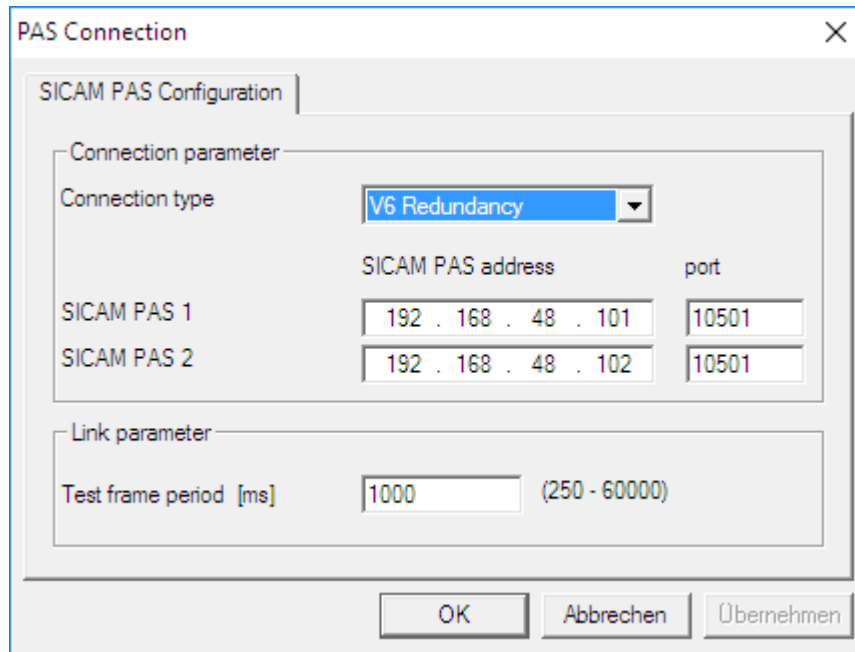 PAS Connection
SICAM PAS Configuration
Connection parameter
Connection type V6 Redundancy
SICAM PAS address port
SICAM PAS 1 192 . 168 . 48 . 101 10501
SICAM PAS 2 192 . 168 . 48 . 102 10501
Link parameter
Test frame period [ms] 1000 (250 - 60000)
OK Abbrechen Übernehmen